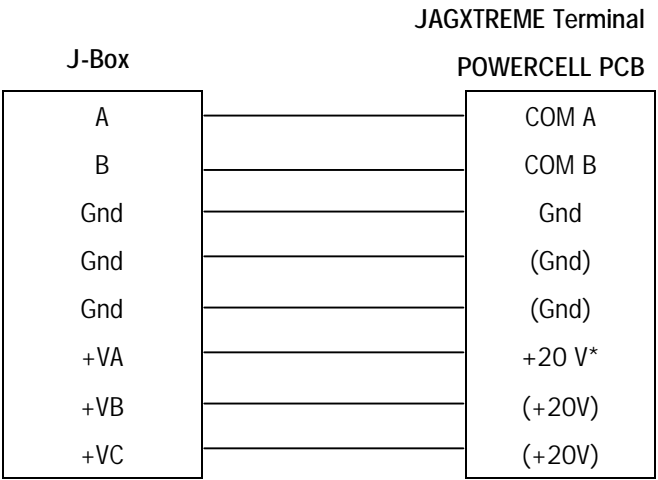 JAGXTREME Terminal
J-Box
POWERCELL PCB
A COM A
B COM B
Gnd Gnd
Gnd (Gnd)
Gnd (Gnd)
+VA +20 V*
+VB (+20V)
+VC (+20V)